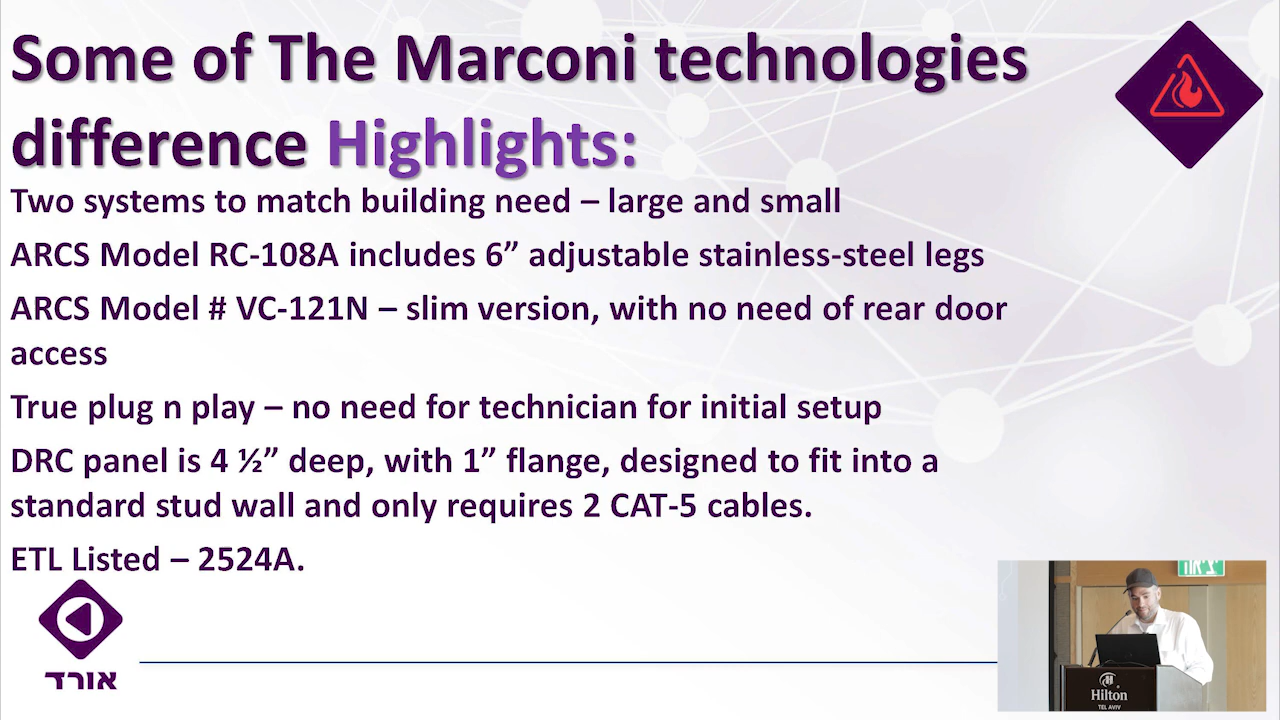 Some of The Marconi technologies
difference Highlights:
Two systems to match building need – large and small
ARCS Model RC-108A includes 6” adjustable stainless-steel legs
ARCS Model # VC-121N – slim version, with no need of rear door
access
True plug n play – no need for technician for initial setup
DRC panel is 4 ½” deep, with 1” flange, designed to fit into a
standard stud wall and only requires 2 CAT-5 cables.
ETL Listed – 2524A.
אורד
יציאה
Hilton
TEL AVIV